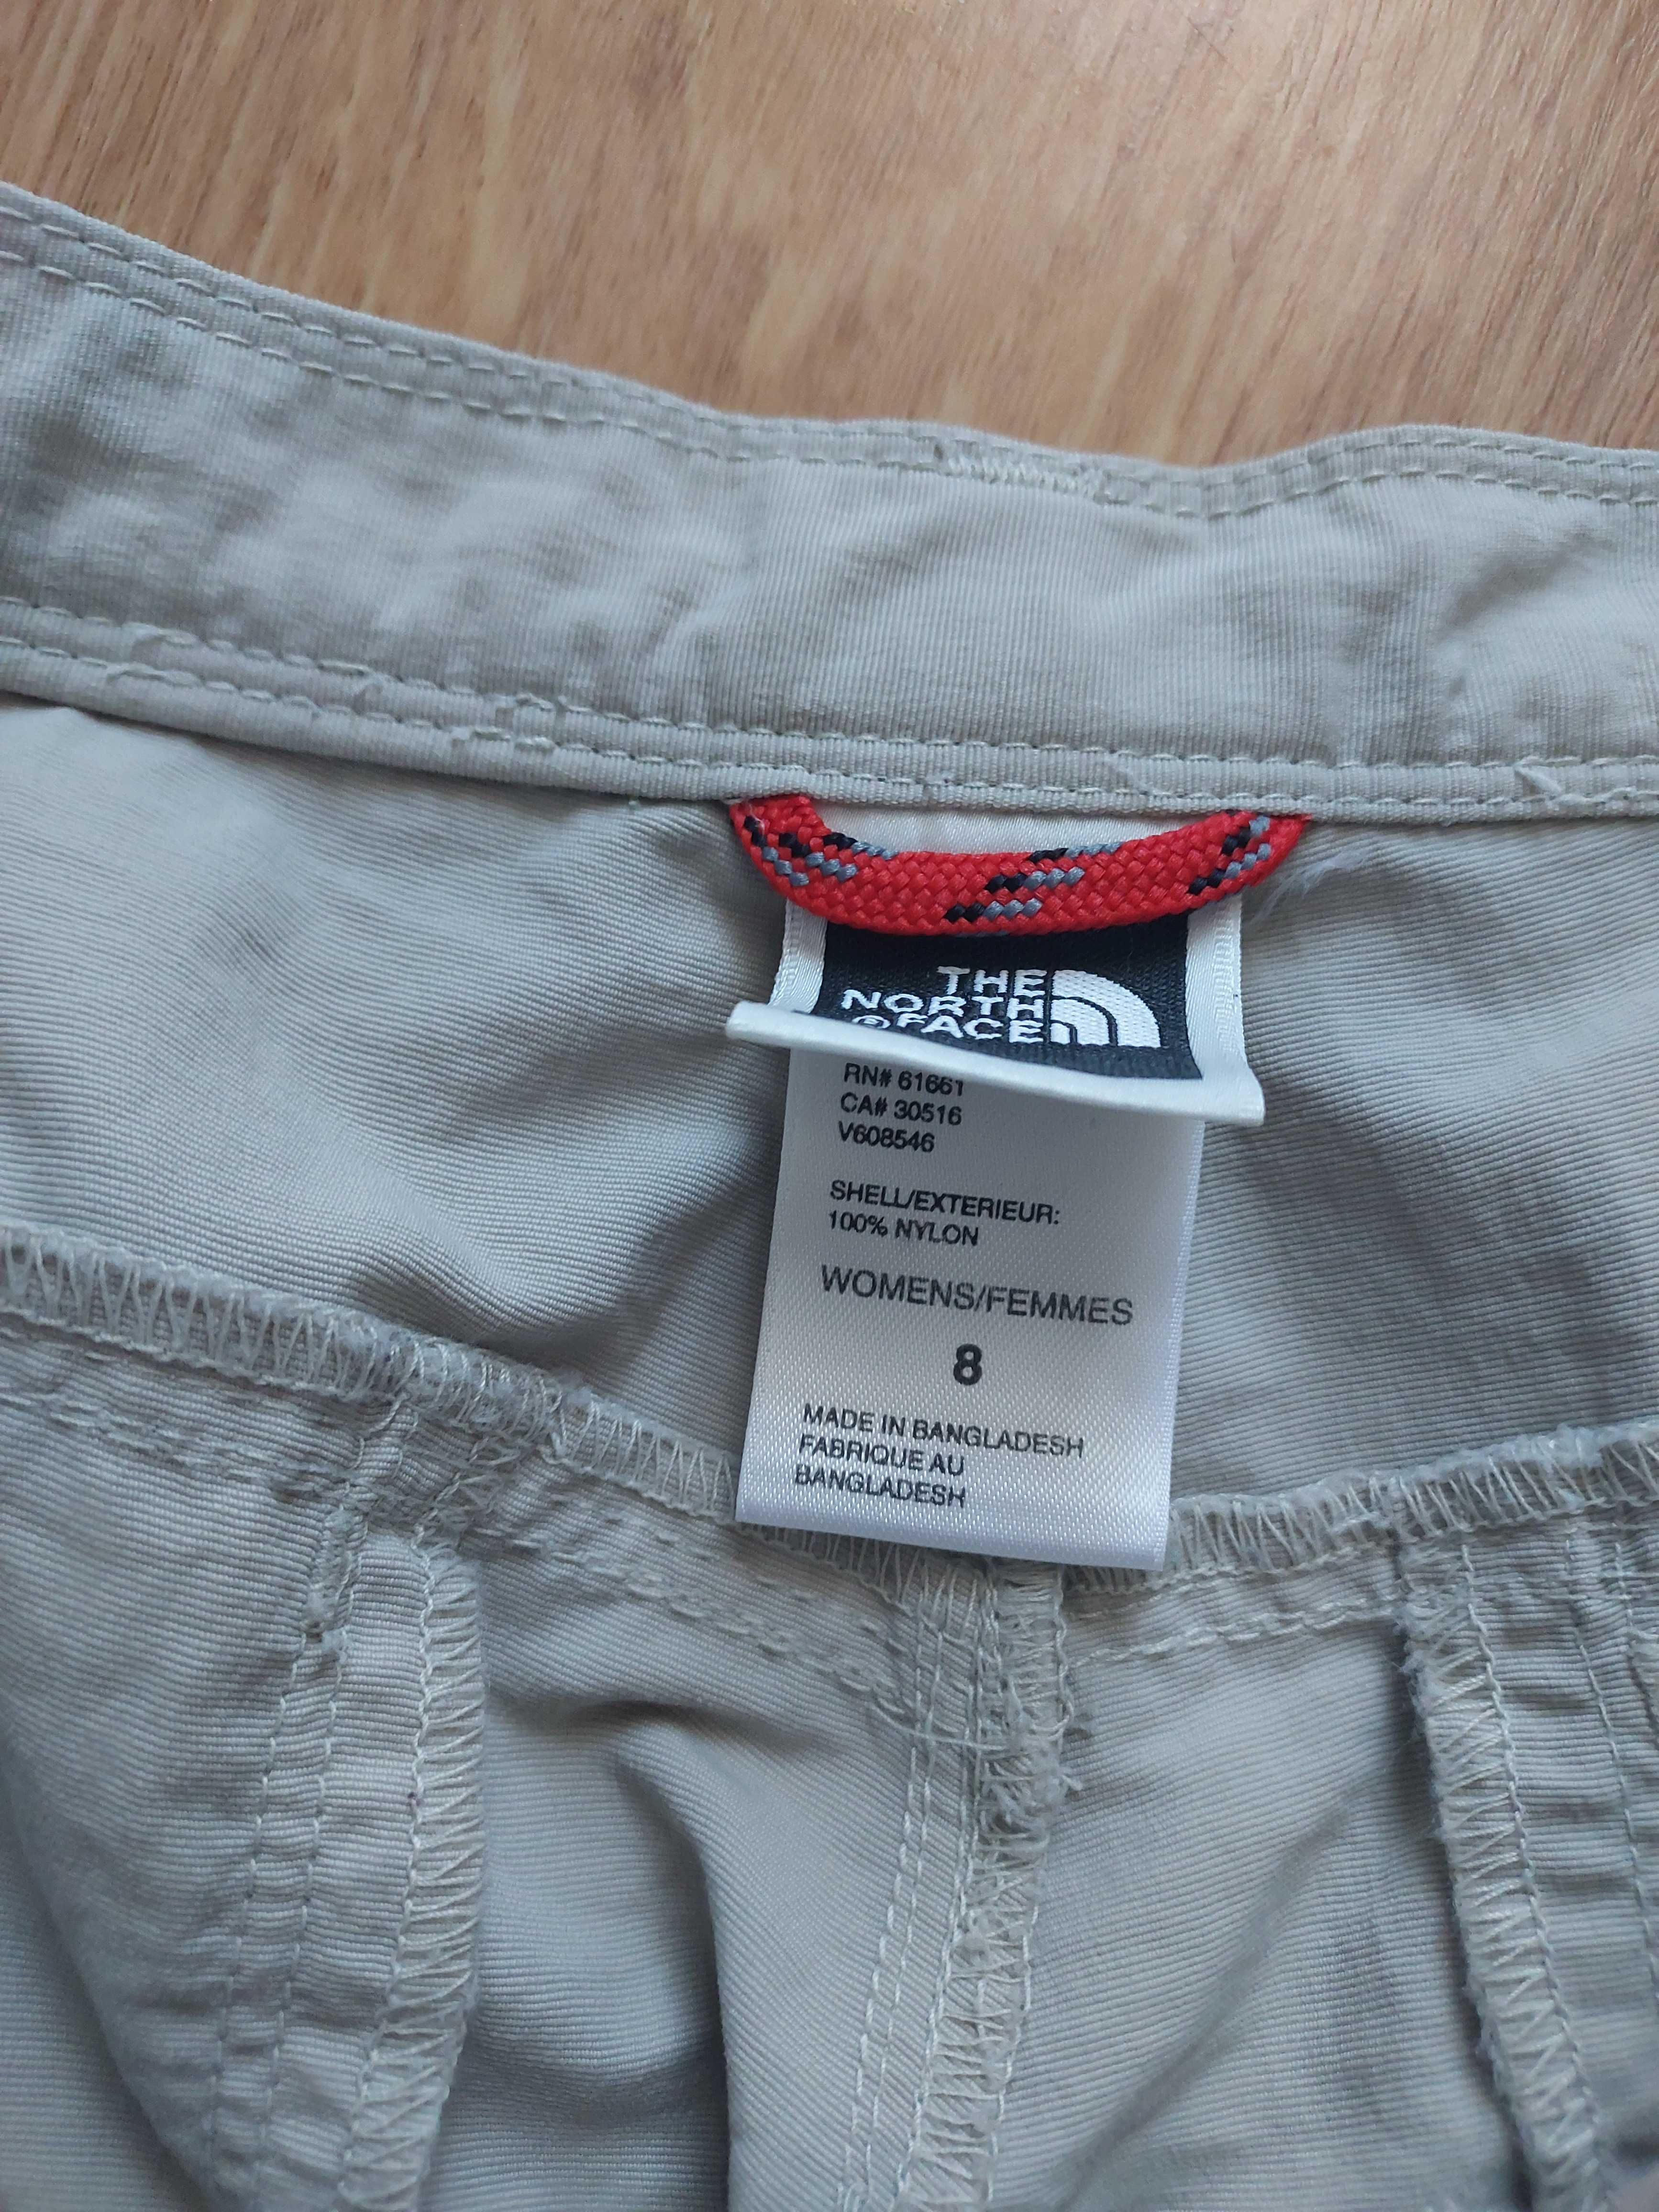 THE
NORTH
® FACE
RN# 61661
CA# 30516
V608546
SHELL/EXTERIEUR:
100% NYLON
WOMENS/FEMMES
8
MADE IN BANGLADESH
FABRIQUE AU
BANGLADESH